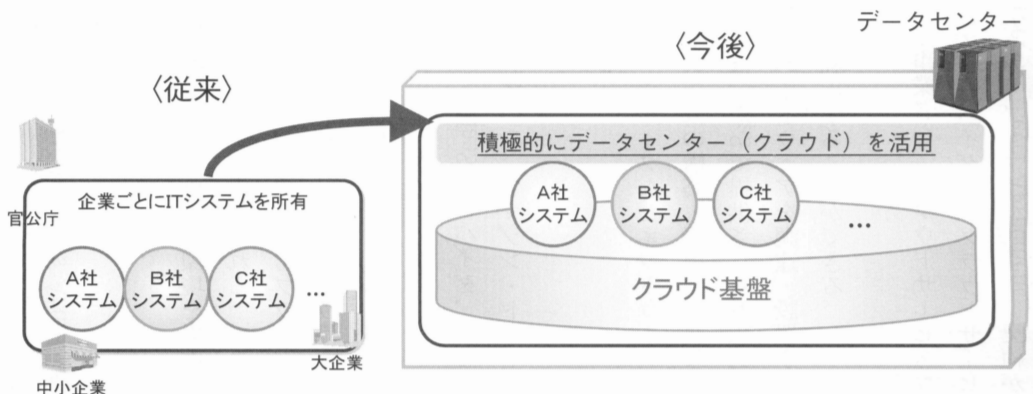 データセンター
〈今後〉
〈従来〉
積極的にデータセンター（クラウド）を活用
企業ごとにITシステムを所有
官公庁
A社
システム
B社
システム
C社
システム
…
A社
システム
B社
システム
C社
システム
…
クラウド基盤
大企業
中小企業